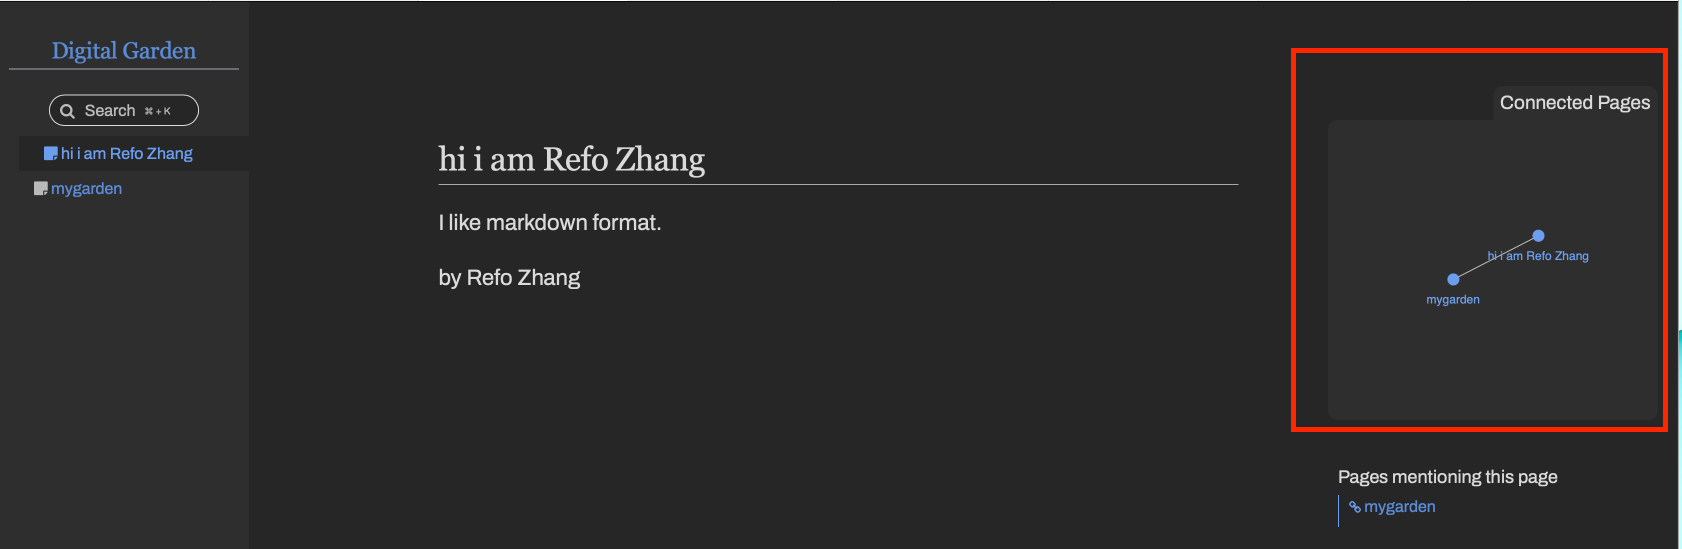 Digital Garden
Search ⌘ + K
hi i am Refo Zhang
mygarden
hi i am Refo Zhang
I like markdown format.
by Refo Zhang
Connected Pages
hi i am Refo Zhang
mygarden
Pages mentioning this page
mygarden